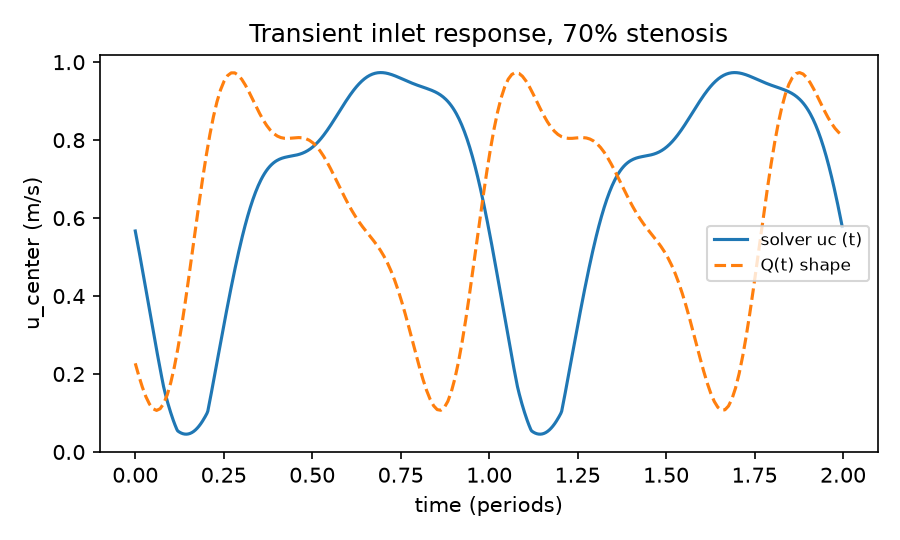 Transient inlet response, 70% stenosis
u_center (m/s)
1.0
0.8
0.6
0.4
0.2
0.0
solver uc (t)
Q(t) shape
0.00 0.25 0.50 0.75 1.00 1.25 1.50 1.75 2.00
time (periods)